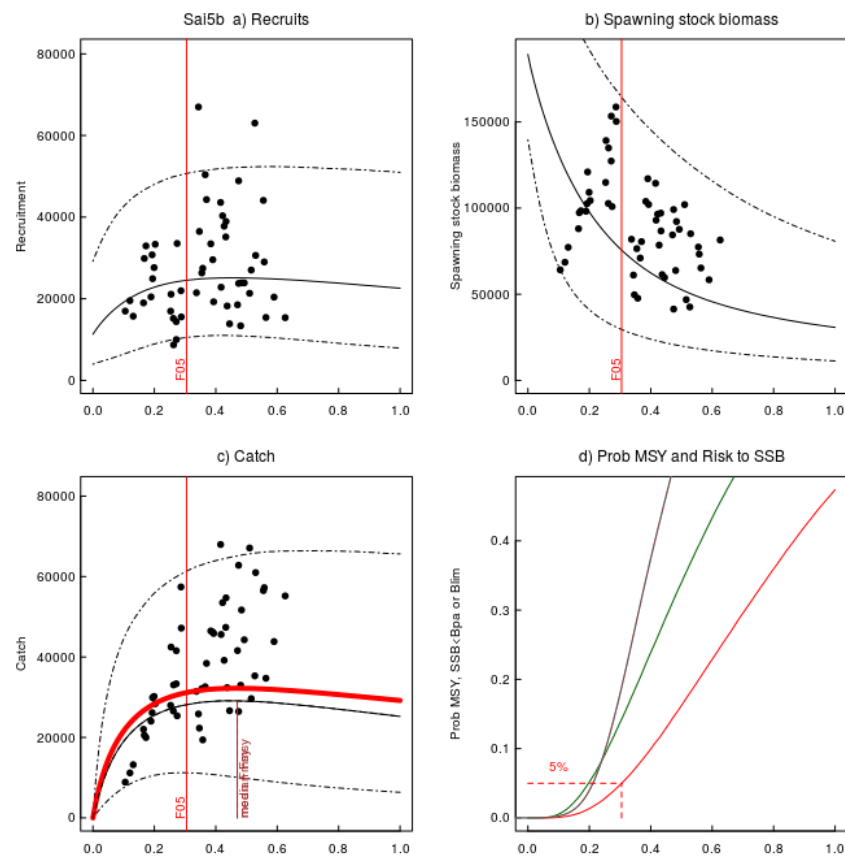 Sai5b a) Recruits
b) Spawning stock biomass
80000
60000
40000
20000
0
Recruitment
F05
0.0 0.2 0.4 0.6 0.8 1.0
150000
100000
50000
0
Spawning stock biomass
F05
0.0 0.2 0.4 0.6 0.8 1.0
c) Catch
d) Prob MSY and Risk to SSB
80000
60000
40000
20000
0
Catch
F05
median
0.0 0.2 0.4 0.6 0.8 1.0
0.4
0.3
0.2
0.1
0.0
Prob MSY, SSB<Bpa or Blim
5%
0.0 0.2 0.4 0.6 0.8 1.0